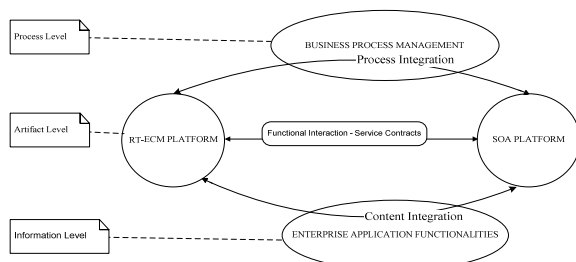 Process Level
BUSINESS PROCESS MANAGEMENT
Process Integration
Artifact Level
RT-ECM PLATFORM
Functional Interaction - Service Contracts
SOA PLATFORM
Content Integration
Information Level
ENTERPRISE APPLICATION FUNCTIONALITIES